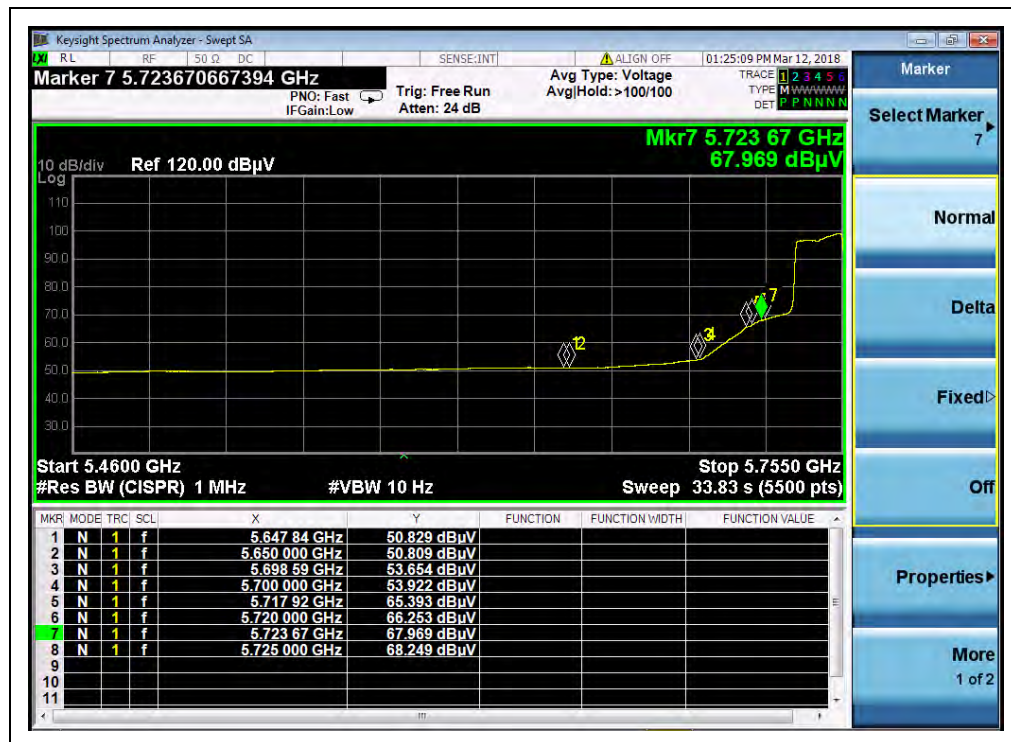 Keysight Spectrum Analyzer - Swept SA
LXI RL RF 50 Ω DC SENSE:INT ALIGN OFF 01:25:09 PM Mar 12, 2018
Marker 7 5.723670667394 GHz
PNO: Fast
IFGain:Low
Trig: Free Run
Atten: 24 dB
Avg Type: Voltage
Avg|Hold:>100/100
TRACE 1 2 3 4 5 6
TYPE M WWWWW
DET P P N N N N
Mkr7 5.723 67 GHz
67.969 dBµV
10 dB/div
Log
Ref 120.00 dBµV
110
100
90.0
80.0
70.0
60.0
50.0
40.0
30.0
1 2
3 4
7
Start 5.4600 GHz Stop 5.7550 GHz
#Res BW (CISPR) 1 MHz #VBW 10 Hz Sweep 33.83 s (5500 pts)
MKR MODE TRC SCL X Y FUNCTION FUNCTION WIDTH FUNCTION VALUE
1 N 1 f 5.647 84 GHz 50.829 dBµV
2 N 1 f 5.650 000 GHz 50.809 dBµV
3 N 1 f 5.698 59 GHz 53.654 dBµV
4 N 1 f 5.700 000 GHz 53.922 dBµV
5 N 1 f 5.717 92 GHz 65.393 dBµV
6 N 1 f 5.720 000 GHz 66.253 dBµV
7 N 1 f 5.723 67 GHz 67.969 dBµV
8 N 1 f 5.725 000 GHz 68.249 dBµV
9
10
11
Marker
Select Marker
7
Normal
Delta
Fixed
Off
Properties
More
1 of 2